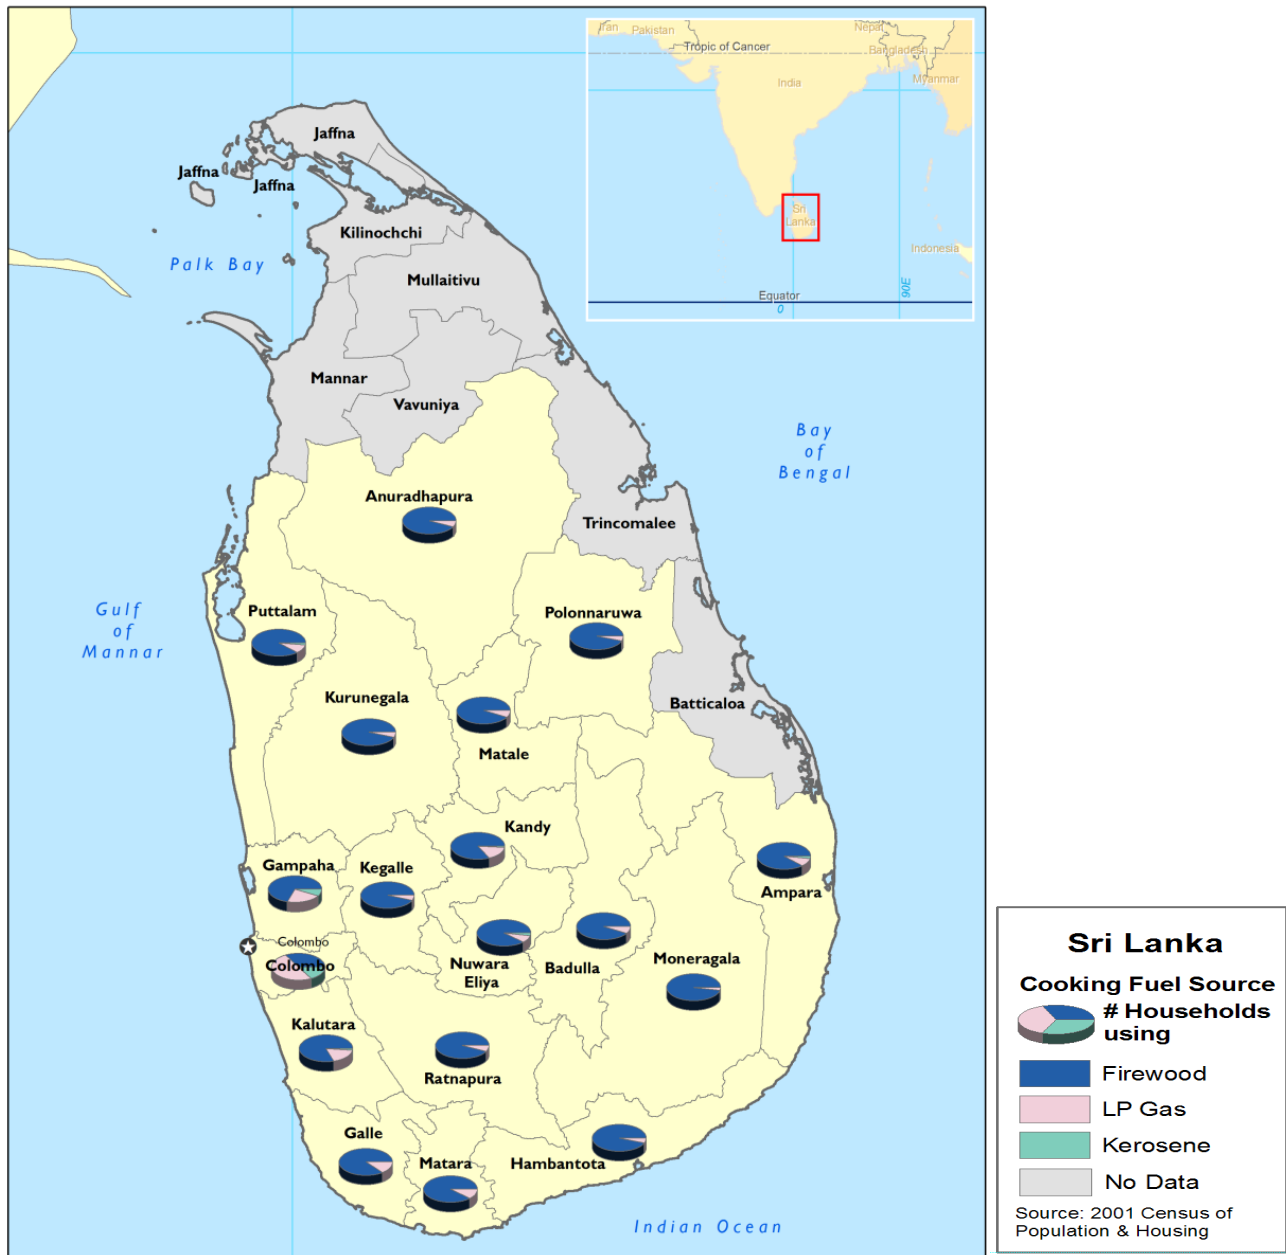 Iran
Pakistan
Nepal
Tropic of Cancer
Bangladesh
India
Myanmar
Sri
Lanka
Indonesia
90E
Equator
0
Jaffna
Jaffna
Jaffna
Kilinochchi
Palk Bay
Mullaitivu
Mannar
Vavuniya
Bay
of
Bengal
Anuradhapura
Trincomalee
Gulf
of
Mannar
Puttalam
Polonnaruwa
Kurunegala
Batticaloa
Matale
Kandy
Gampaha
Kegalle
Ampara
Colombo
Colombo
Nuwara
Eliya
Badulla
Moneragala
Kalutara
Ratnapura
Galle
Matara
Hambantota
Indian Ocean
Sri Lanka
Cooking Fuel Source
# Households
using
Firewood
LP Gas
Kerosene
No Data
Source: 2001 Census of
Population & Housing